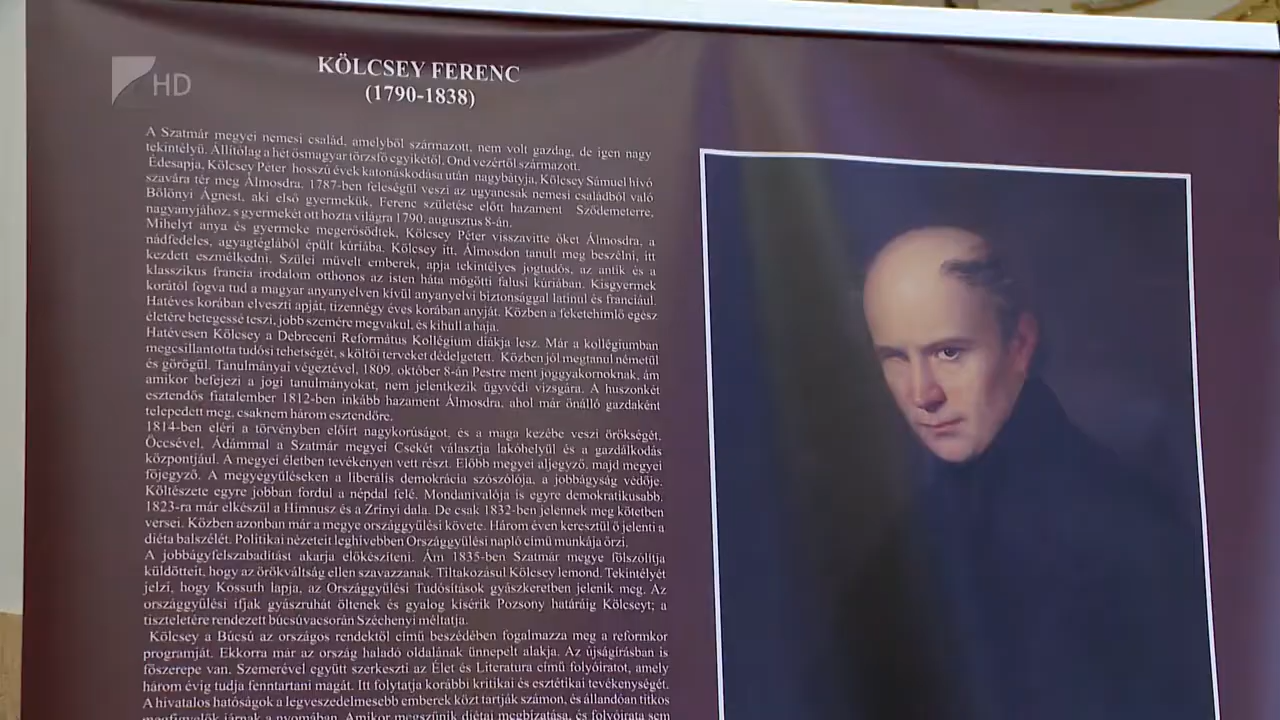 HD
KÖLCSEY FERENC
(1790-1838)
A Szatmár megyei nemesi család, amelyből származott, nem volt gazdag, de igen nagy
tekintélyű. Állítólag a hét ősmagyar törzsfő egyikétől, Ond vezértől származott.
Édesapja, Kölcsey Péter hosszú évek katonáskodása után nagybátyja, Kölcsey Sámuel hívó
szavára tér meg Álmosdra. 1787-ben feleségül veszi az ugyancsak nemesi családból való
Bölönyi Ágnest, aki első gyermekük, Ferenc születése előtt hazament Sződemeterre,
nagyanyjához, s gyermekét ott hozta világra 1790. augusztus 8-án.
Mihelyt anya és gyermeke megerősödtek, Kölcsey Péter visszavitte őket Álmosdra, a
nádfedeles, agyagtéglából épült kúriába. Kölcsey itt, Álmosdon tanult meg beszélni, itt
kezdett eszmélkedni. Szülei művelt emberek, apja tekintélyes jogtudós, az antik és a
klasszikus francia irodalom otthonos az isten háta mögötti falusi kúriában. Kisgyermek
korától fogva tud a magyar anyanyelven kívül anyanyelvi biztonsággal latinul és franciául.
Hatéves korában elveszti apját, tizennégy éves korában anyját. Közben a feketehimlő egész
életére betegessé teszi, jobb szemére megvakul, és kihull a haja.
Hatévesen Kölcsey a Debreceni Református Kollégium diákja lesz. Már a kollégiumban
megcsillantotta tudósi tehetségét, s költői terveket dédelgetett. Közben jól megtanul németül
és görögül. Tanulmányai végeztével, 1809. október 8-án Pestre ment joggyakornoknak, ám
amikor befejezi a jogi tanulmányokat, nem jelentkezik ügyvédi vizsgára. A huszonkét
esztendős fiatalember 1812-ben inkább hazament Álmosdra, ahol már önálló gazdaként
telepedett meg, csaknem három esztendőre.
1814-ben eléri a törvényben előírt nagykorúságot, és a maga kezébe veszi örökségét.
Öccsével, Ádámmal a Szatmár megyei Csekét választja lakóhelyül és a gazdálkodás
központjául. A megyei életben tevékenyen vett részt. Előbb megyei aljegyző, majd megyei
főjegyző. A megyegyűléseken a liberális demokrácia szószólója, a jobbágyság védője.
Költészete egyre jobban fordul a népdal felé. Mondanivalója is egyre demokratikusabb.
1823-ra már elkészül a Himnusz és a Zrínyi dala. De csak 1832-ben jelennek meg kötetben
versei. Közben azonban már a megye országgyűlési követe. Három éven keresztül ő jelenti a
diéta balszélét. Politikai nézeteit leghívebben Országgyűlési napló című munkája őrzi.
A jobbágyfelszabadítást akarja előkészíteni. Ám 1835-ben Szatmár megye fölszólítja
küldötteit, hogy az örökváltság ellen szavazzanak. Tiltakozásul Kölcsey lemond. Tekintélyét
jelzi, hogy Kossuth lapja, az Országgyűlési Tudósítások gyászkeretben jelenik meg. Az
országgyűlési ifjak gyászruhát öltenek és gyalog kísérik Pozsony határáig Kölcseyt; a
tiszteletére rendezett búcsúvacsorán Széchenyi méltatja.
Kölcsey a Búcsú az országos rendektől című beszédében fogalmazza meg a reformkor
programját. Ekkorra már az ország haladó oldalának ünnepelt alakja. Az újságírásban is
főszerepe van. Szemerével együtt szerkeszti az Élet és Literatura című folyóiratot, amely
három évig tudja fenntartani magát. Itt folytatja korábbi kritikai és esztétikai tevékenységét.
A hivatalos hatóságok a legveszedelmesebb emberek közt tartják számon, és állandóan titkos
megfigyelők járnak a nyomában. Amikor megszűnik diétai megbízatása, és folyóirata sem